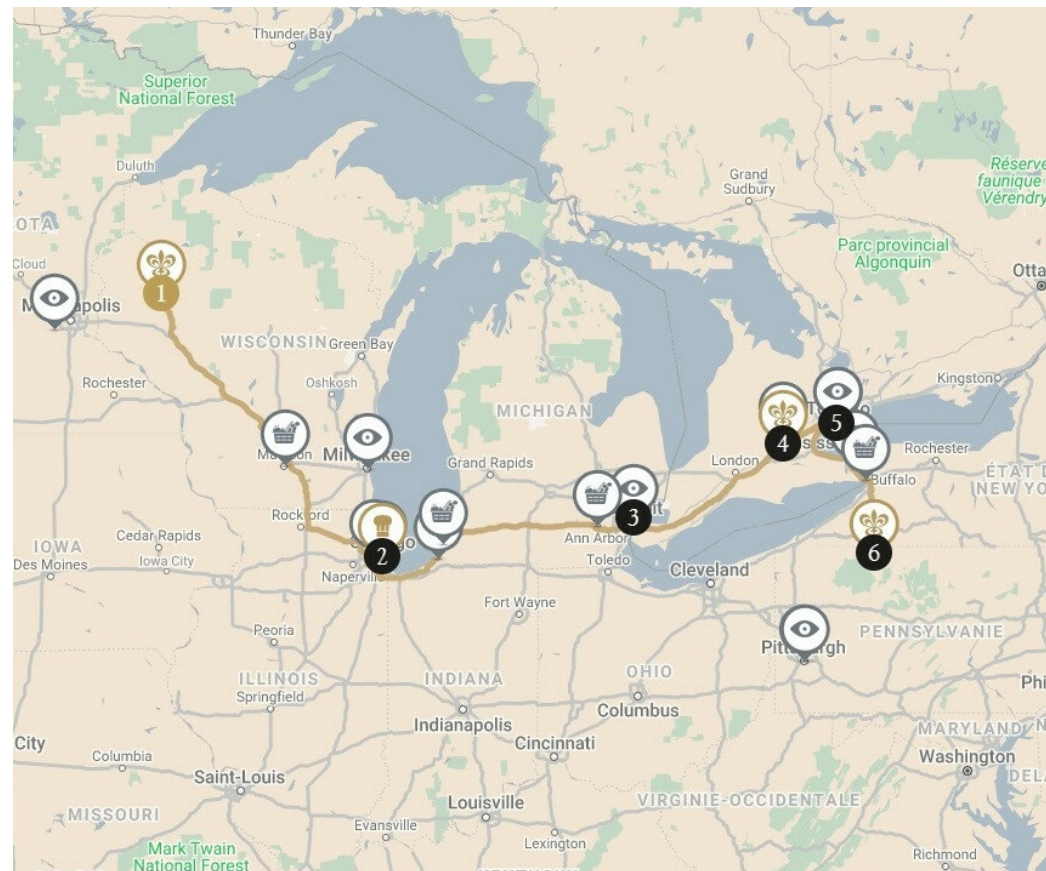 Thunder Bay
Superior
National Forest
Duluth
Grand
Sudbury
Réserve
faunique
Vérendry
OTA
Parc provincial
Algonquin
Cloud
Otta
1
apolis
WISCONSIN
Green Bay
Rochester
Oshkosh
Kingston
MICHIGAN
4
5
Grand Rapids
London
Rochester
ÉTAT D
NEW YO
Buffalo
Rockford
3
Ann Arbor
6
Cedar Rapids
IOWA
Iowa City
Des Moines
2
Toledo
Cleveland
Fort Wayne
Peoria
PENNSYLVANIE
ILLINOIS
Springfield
INDIANA
OHIO
Columbus
Phi
Indianapolis
City
Columbia
Cincinnati
MARYLAND
N
Washington
DEL
Saint-Louis
MISSOURI
Louisville
VIRGINIE-OCCIDENTALE
Evansville
Lexington
Mark Twain
National Forest
Richmond